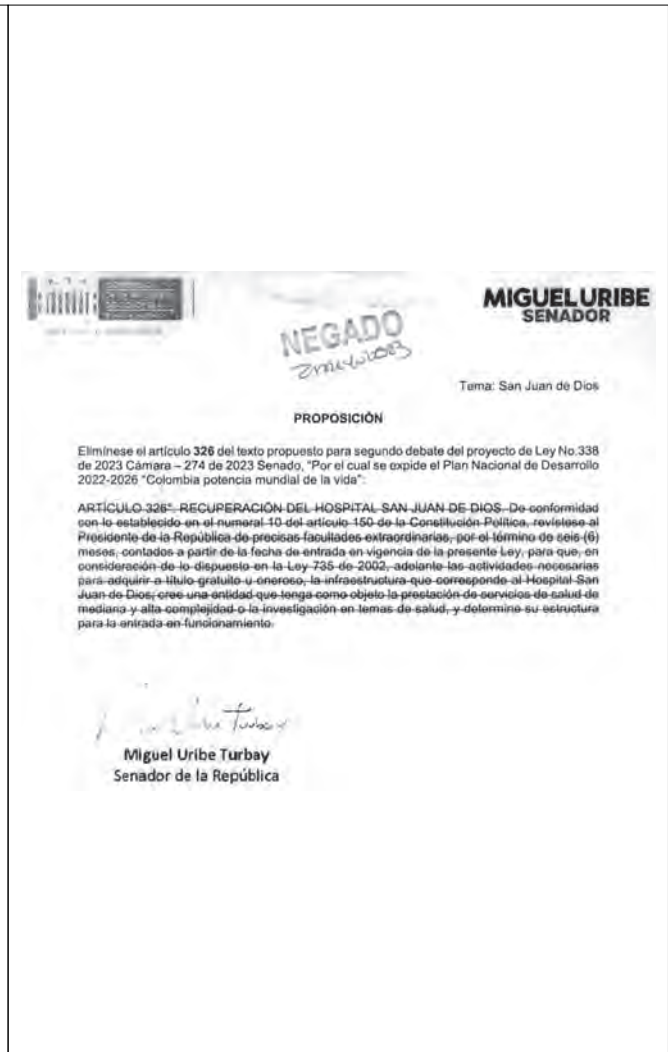 MIGUEL URIBE
SENADOR
NEGADO
Tema: San Juan de Dios
PROPOSICIÓN
Elimínese el artículo 326 del texto propuesto para segundo debate del proyecto de Ley No.338
de 2023 Cámara – 274 de 2023 Senado, "Por el cual se expide el Plan Nacional de Desarrollo
2022-2026 "Colombia potencia mundial de la vida":
ARTÍCULO 326°. RECUPERACIÓN DEL HOSPITAL SAN JUAN DE DIOS. De conformidad
con lo establecido en el numeral 10 del artículo 150 de la Constitución Política, revístese al
Presidente de la República de precisas facultades extraordinarias, por el término de seis (6)
meses, contados a partir de la fecha de entrada en vigencia de la presente Ley, para que, en
consideración de lo dispuesto en la Ley 735 de 2002, adelante las actividades necesarias
para adquirir a título gratuito u oneroso, la infraestructura que corresponde al Hospital San
Juan de Dios; cree una entidad que tenga como objeto la prestación de servicios de salud de
mediana y alta complejidad o la investigación en temas de salud, y determine su estructura
para la entrada en funcionamiento.
Uribe Turbay
Miguel Uribe Turbay
Senador de la República